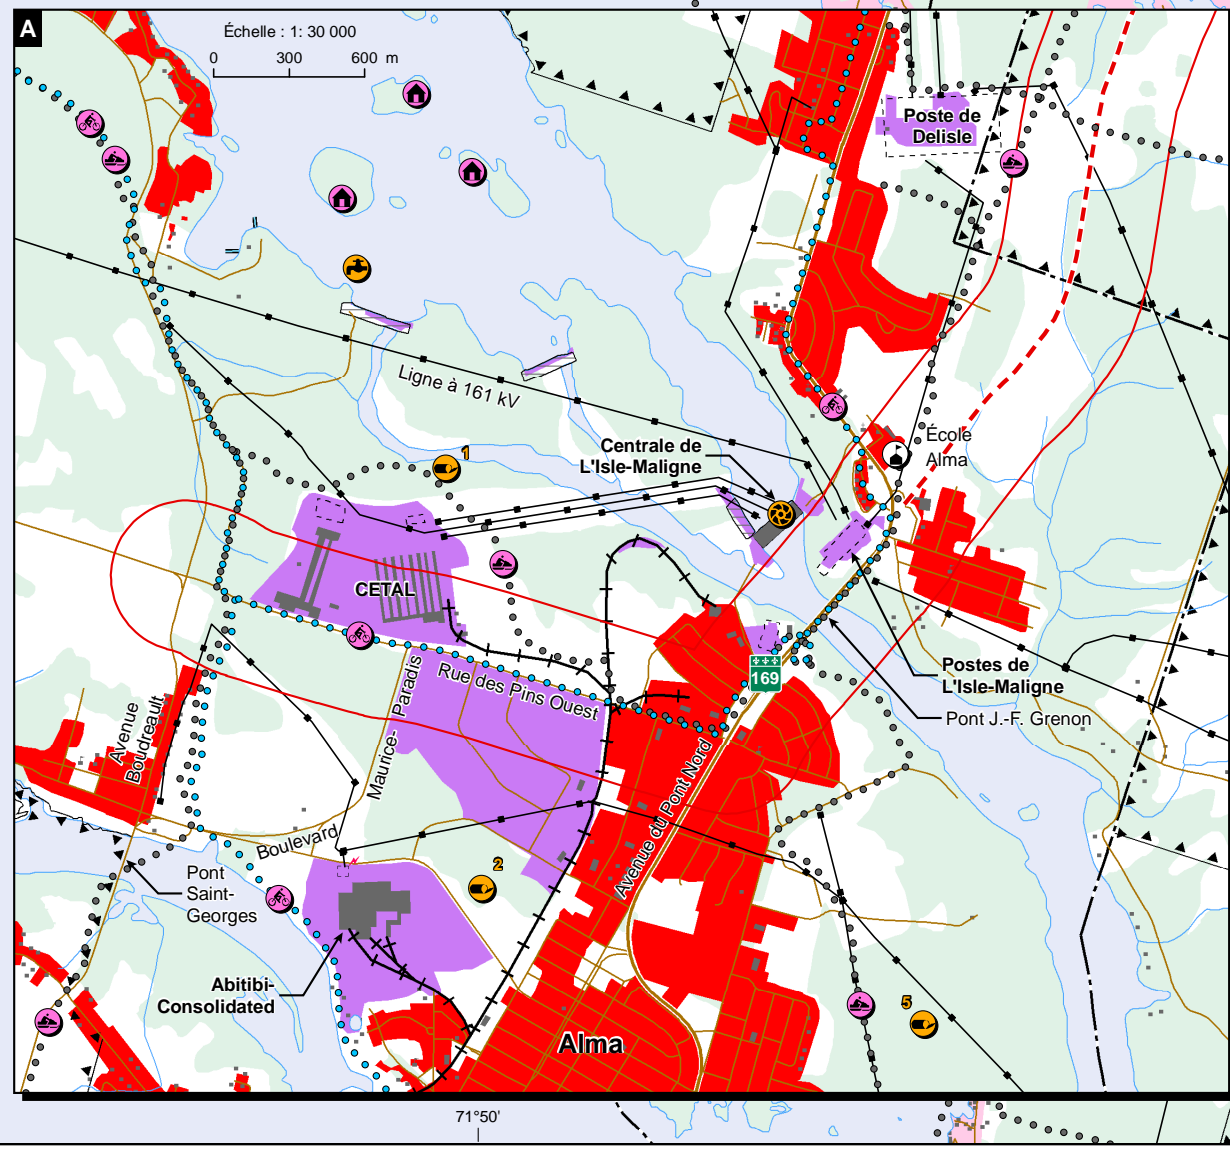 A
Échelle : 1: 30 000
0 300 600 m
Poste de
Delisle
Ligne à 161 kV
1
Centrale de
L'Isle-Maligne
École
Alma
CETAL
Rue des Pins Ouest
169
Postes de
L'Isle-Maligne
Pont J.-F. Grenon
Avenue
Boudreault
Maurice- Paradis
Boulevard
Avenue du Pont Nord
Pont
Saint-
Georges
2
Abitibi-
Consolidated
5
Alma
71°50'